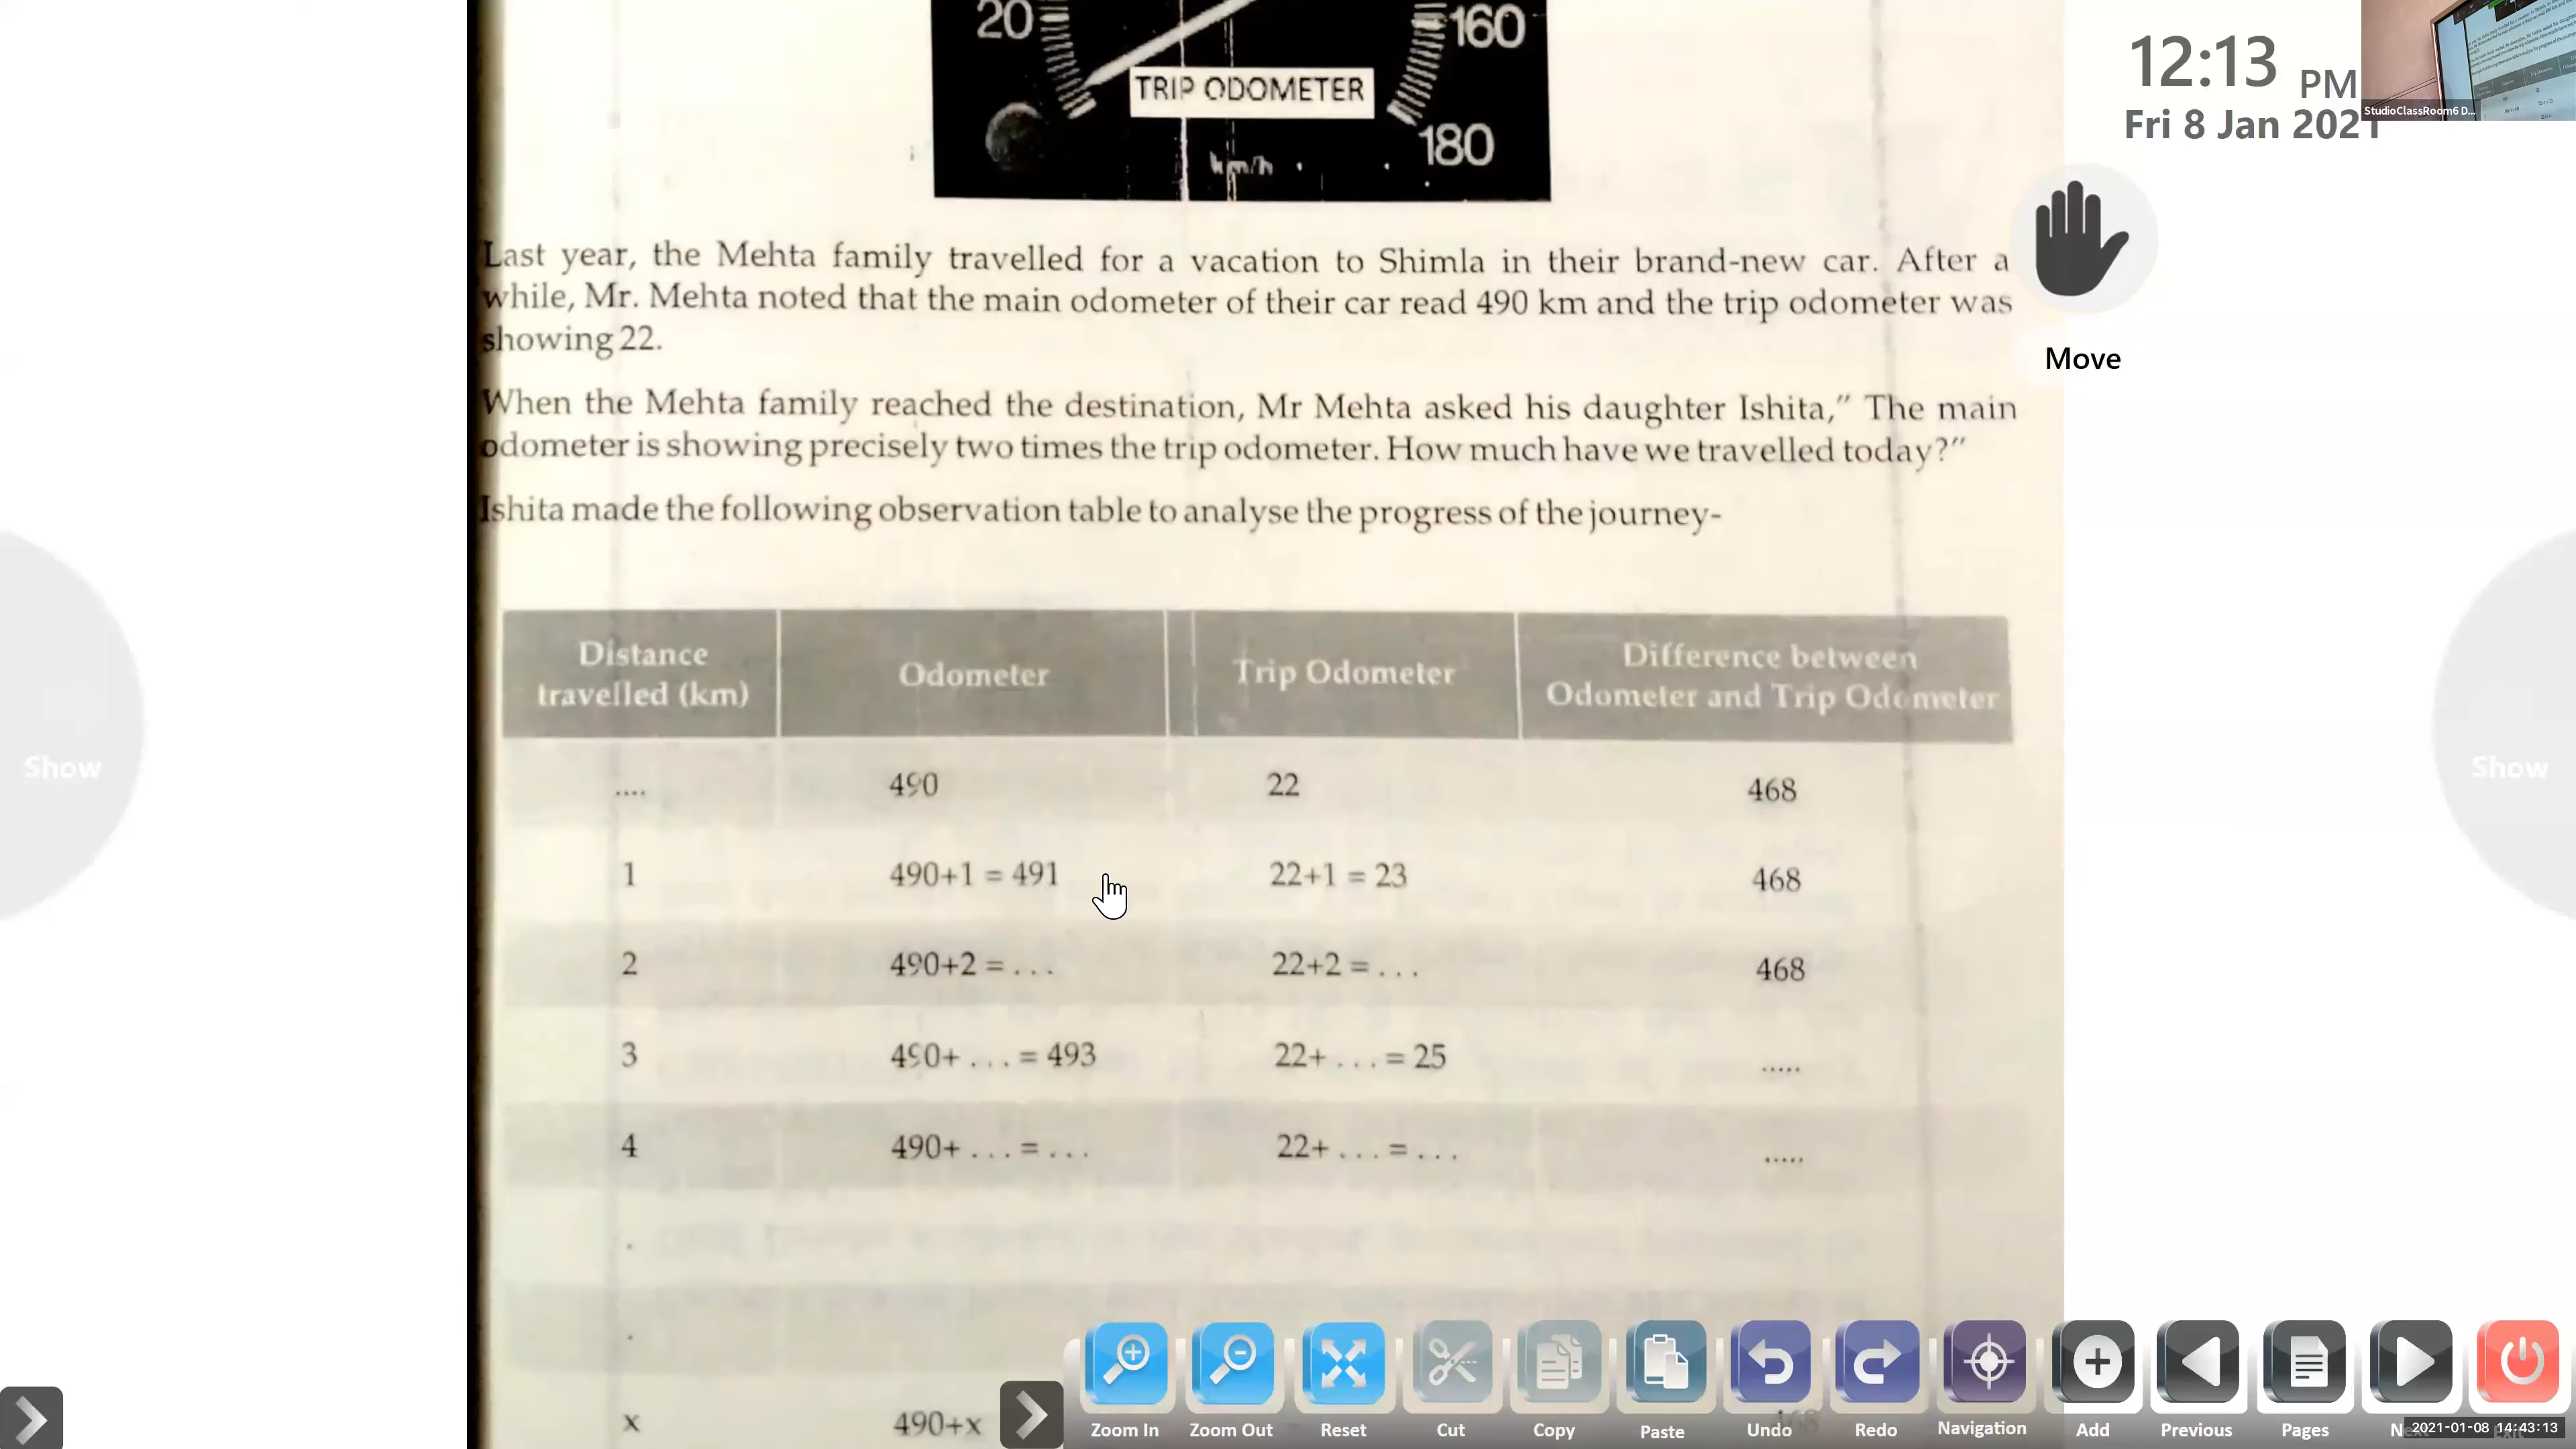 20
160
TRIP ODOMETER
180
km/h
12:13 PM
Fri 8 Jan 2021
StudioClassRoom6 D...
Last year, the Mehta family travelled for a vacation to Shimla in their brand-new car. After a
while, Mr. Mehta noted that the main odometer of their car read 490 km and the trip odometer was
showing 22.
When the Mehta family reached the destination, Mr Mehta asked his daughter Ishita,” The main
odometer is showing precisely two times the trip odometer. How much have we travelled today?”
Ishita made the following observation table to analyse the progress of the journey-
Move
Show
Show
Distance
travelled (km)
Odometer
Trip Odometer
Difference between
Odometer and Trip Odometer
.... 490 22 468
1 490+1 = 491 22+1 = 23 468
2 490+2 = . . . 22+2 = . . . 468
3 490+ . . . = 493 22+ . . . = 25 .....
4 490+ . . . = . . . 22+ . . . = . . . .....
.
.
x 490+x 468
Zoom In Zoom Out Reset Cut Copy Paste Undo Redo Navigation Add Previous Pages
2021-01-08 14:43:13